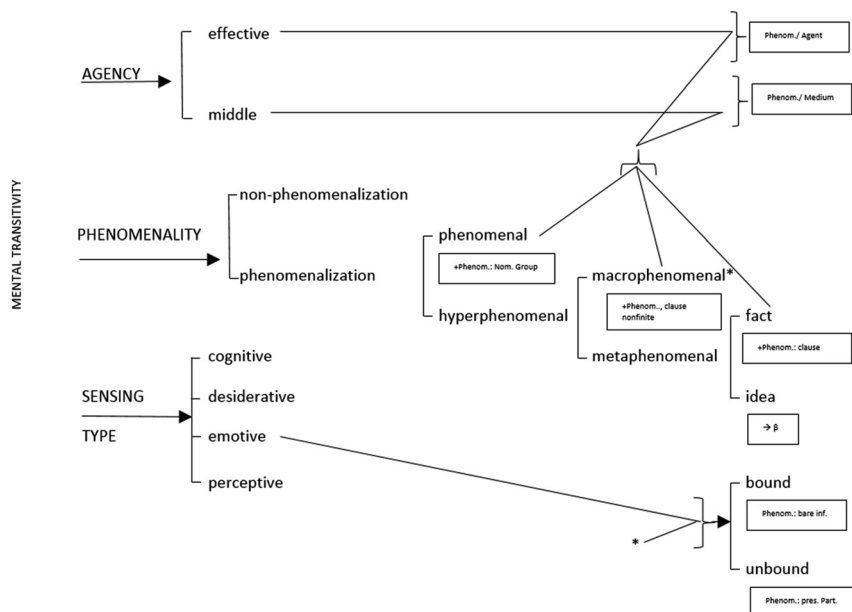 effective
Phenom./ Agent
AGENCY
middle
Phenom./ Medium
MENTAL TRANSITIVITY
non-phenomenalization
PHENOMENALITY
phenomenalization
phenomenal
+Phenom.: Nom. Group
hyperphenomenal
macrophenomenal*
+Phenom.., clause
nonfinite
metaphenomenal
fact
+Phenom.: clause
idea
→ β
cognitive
SENSING
desiderative
TYPE
emotive
perceptive
*
bound
Phenom.: bare inf.
unbound
Phenom.: pres. Part.